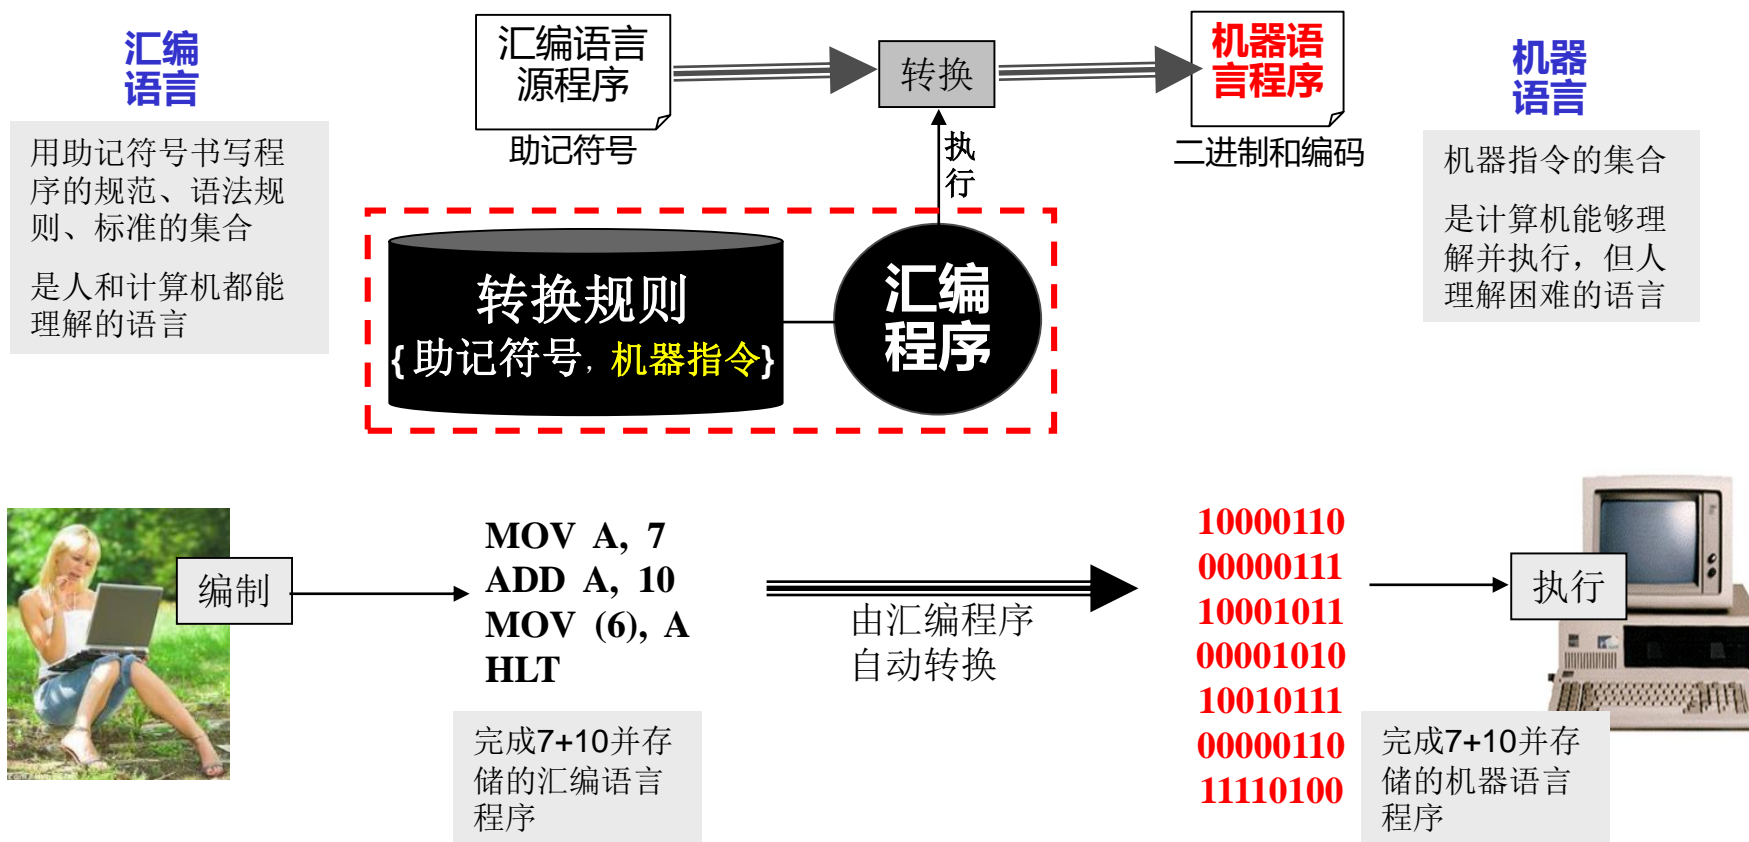 汇编
语言
用助记符号书写程
序的规范、语法规
则、标准的集合
是人和计算机都能
理解的语言
汇编语言
源程序
助记符号
转换
执
行
机器语
言程序
二进制和编码
机器
语言
机器指令的集合
是计算机能够理
解并执行，但人
理解困难的语言
转换规则
{助记符号, 机器指令}
汇编
程序
编制
MOV A, 7
ADD A, 10
MOV (6), A
HLT
完成7+10并存
储的汇编语言
程序
由汇编程序
自动转换
10000110
00000111
10001011
00001010
10010111
00000110
11110100
执行
完成7+10并存
储的机器语言
程序